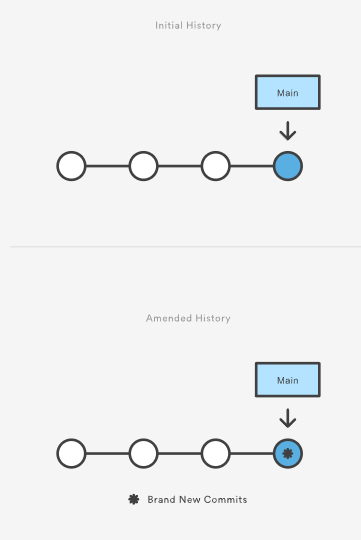 Initial History
Main
Amended History
Main
Brand New Commits